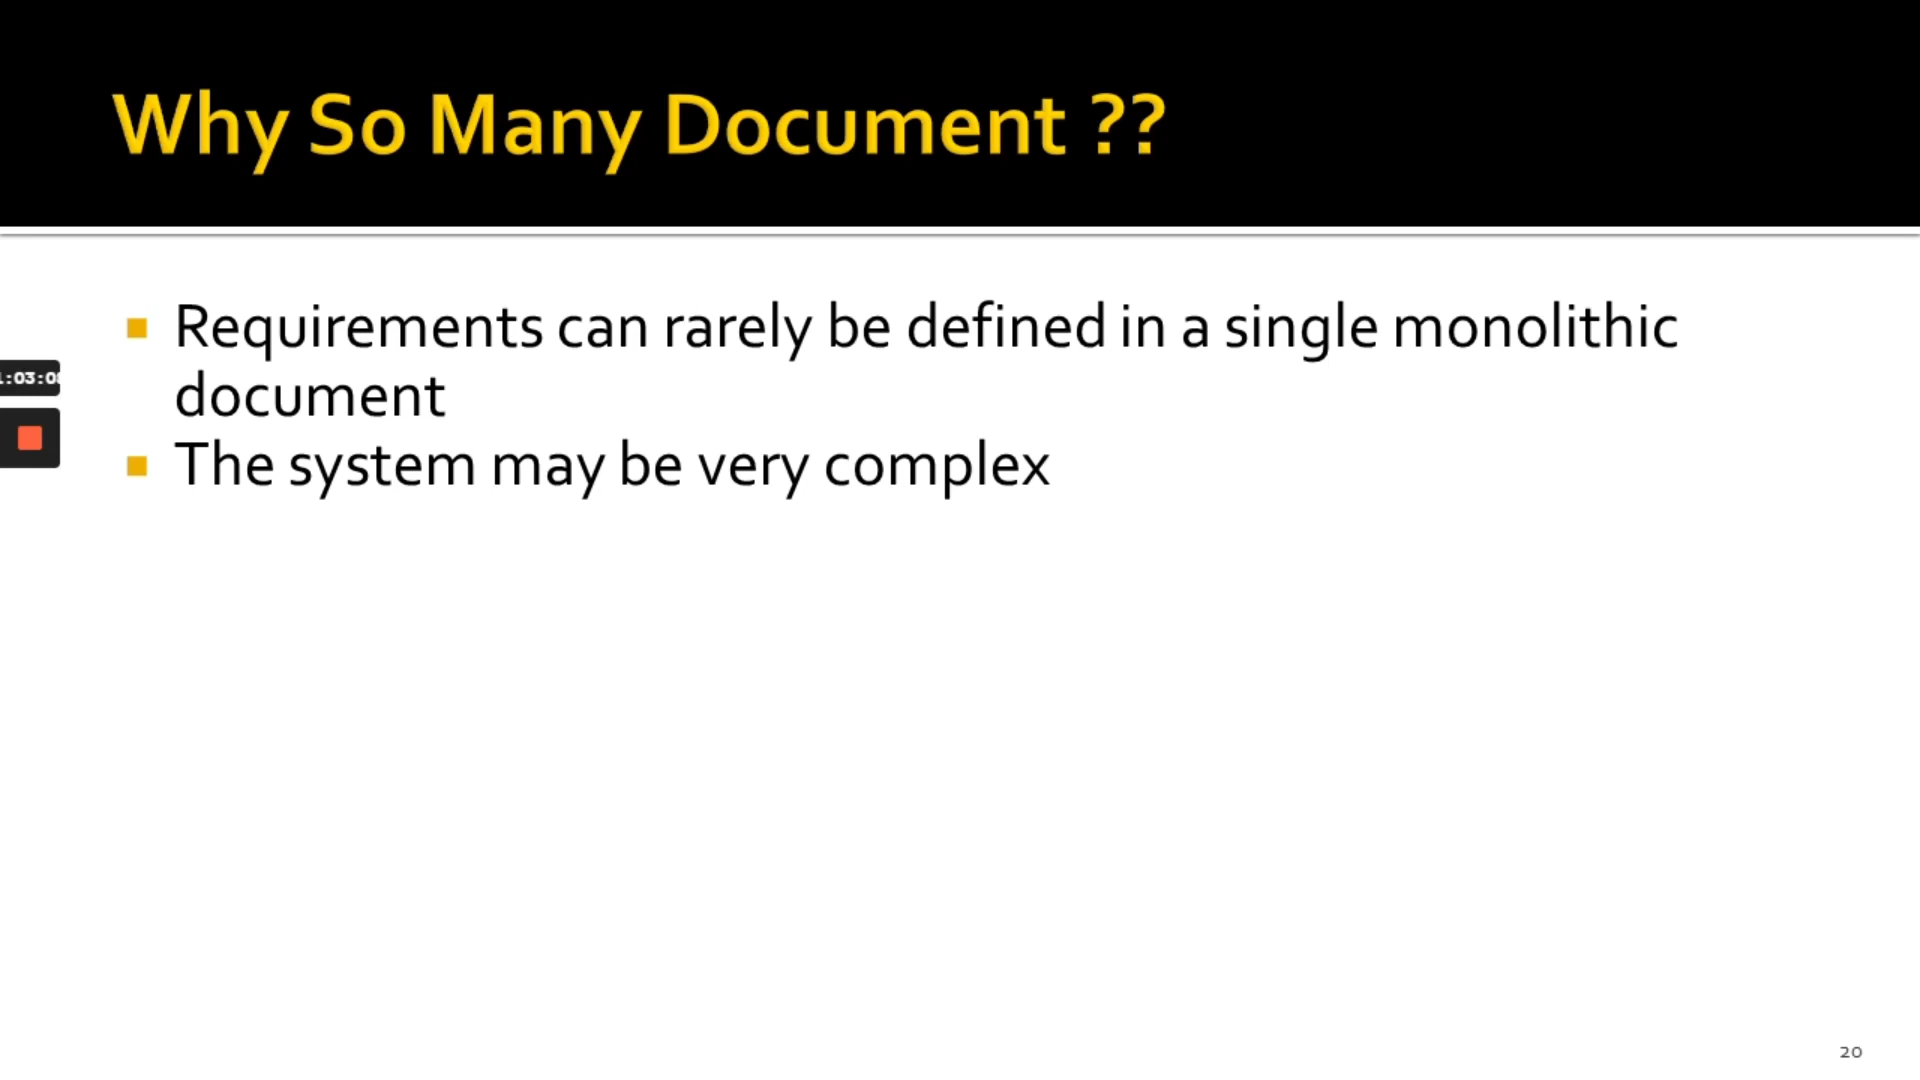 Why So Many Document ??
Requirements can rarely be defined in a single monolithic
document
The system may be very complex
20